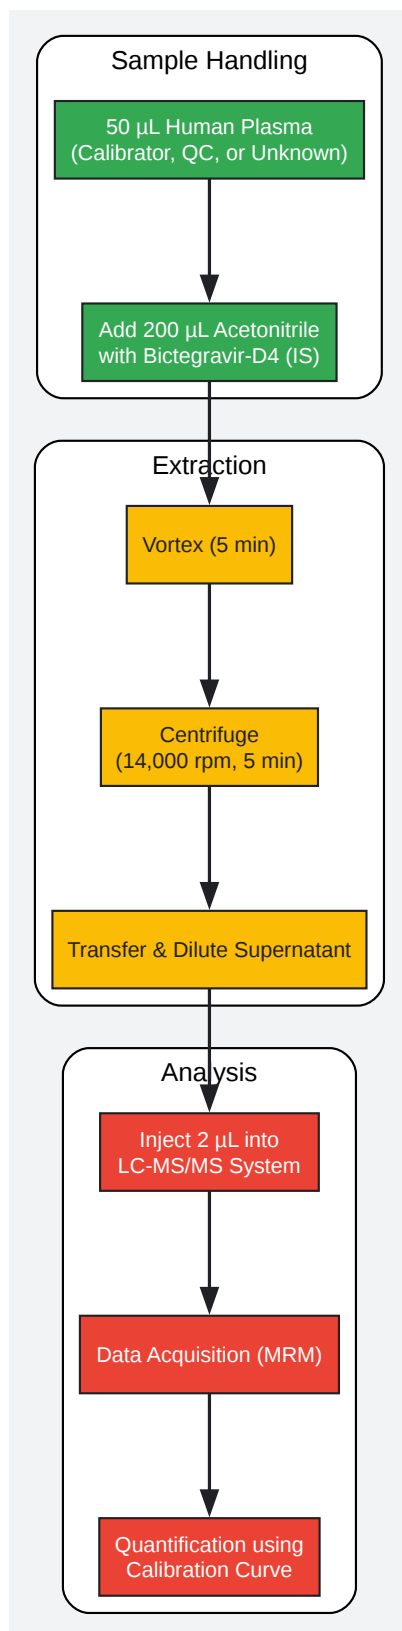 Sample Handling
50 µL Human Plasma
(Calibrator, QC, or Unknown)
Add 200 µL Acetonitrile
with Bictegravir-D4 (IS)
Extraction
Vortex (5 min)
Centrifuge
(14,000 rpm, 5 min)
Transfer & Dilute Supernatant
Analysis
Inject 2 µL into
LC-MS/MS System
Data Acquisition (MRM)
Quantification using
Calibration Curve